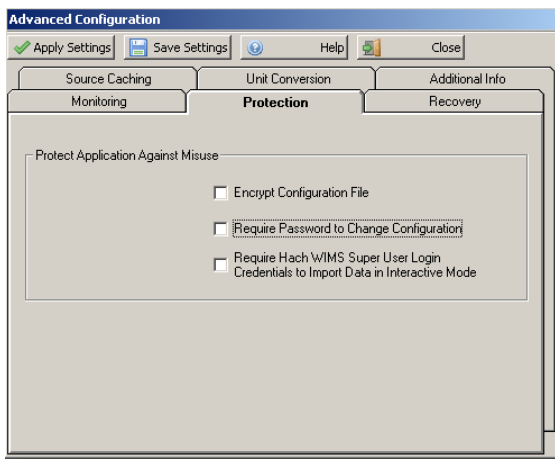 Advanced Configuration
Apply Settings Save Settings Help Close
Source Caching Unit Conversion Additional Info
Monitoring Protection Recovery
Protect Application Against Misuse
Encrypt Configuration File
Require Password to Change Configuration
Require Hach WIMS Super User Login
Credentials to Import Data in Interactive Mode